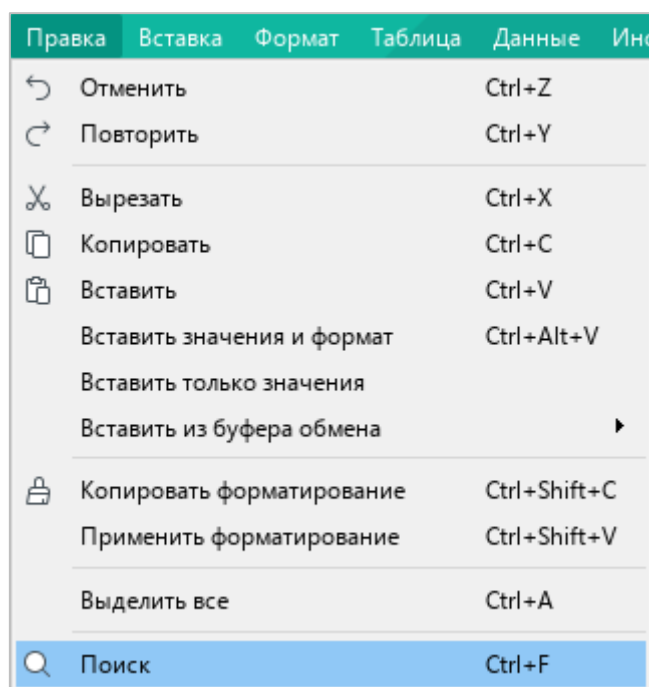 Правка Вставка Формат Таблица Данные Инс
Отменить Ctrl+Z
Повторить Ctrl+Y
Вырезать Ctrl+X
Копировать Ctrl+C
Вставить Ctrl+V
Вставить значения и формат Ctrl+Alt+V
Вставить только значения
Вставить из буфера обмена
Копировать форматирование Ctrl+Shift+C
Применить форматирование Ctrl+Shift+V
Выделить все Ctrl+A
Поиск Ctrl+F